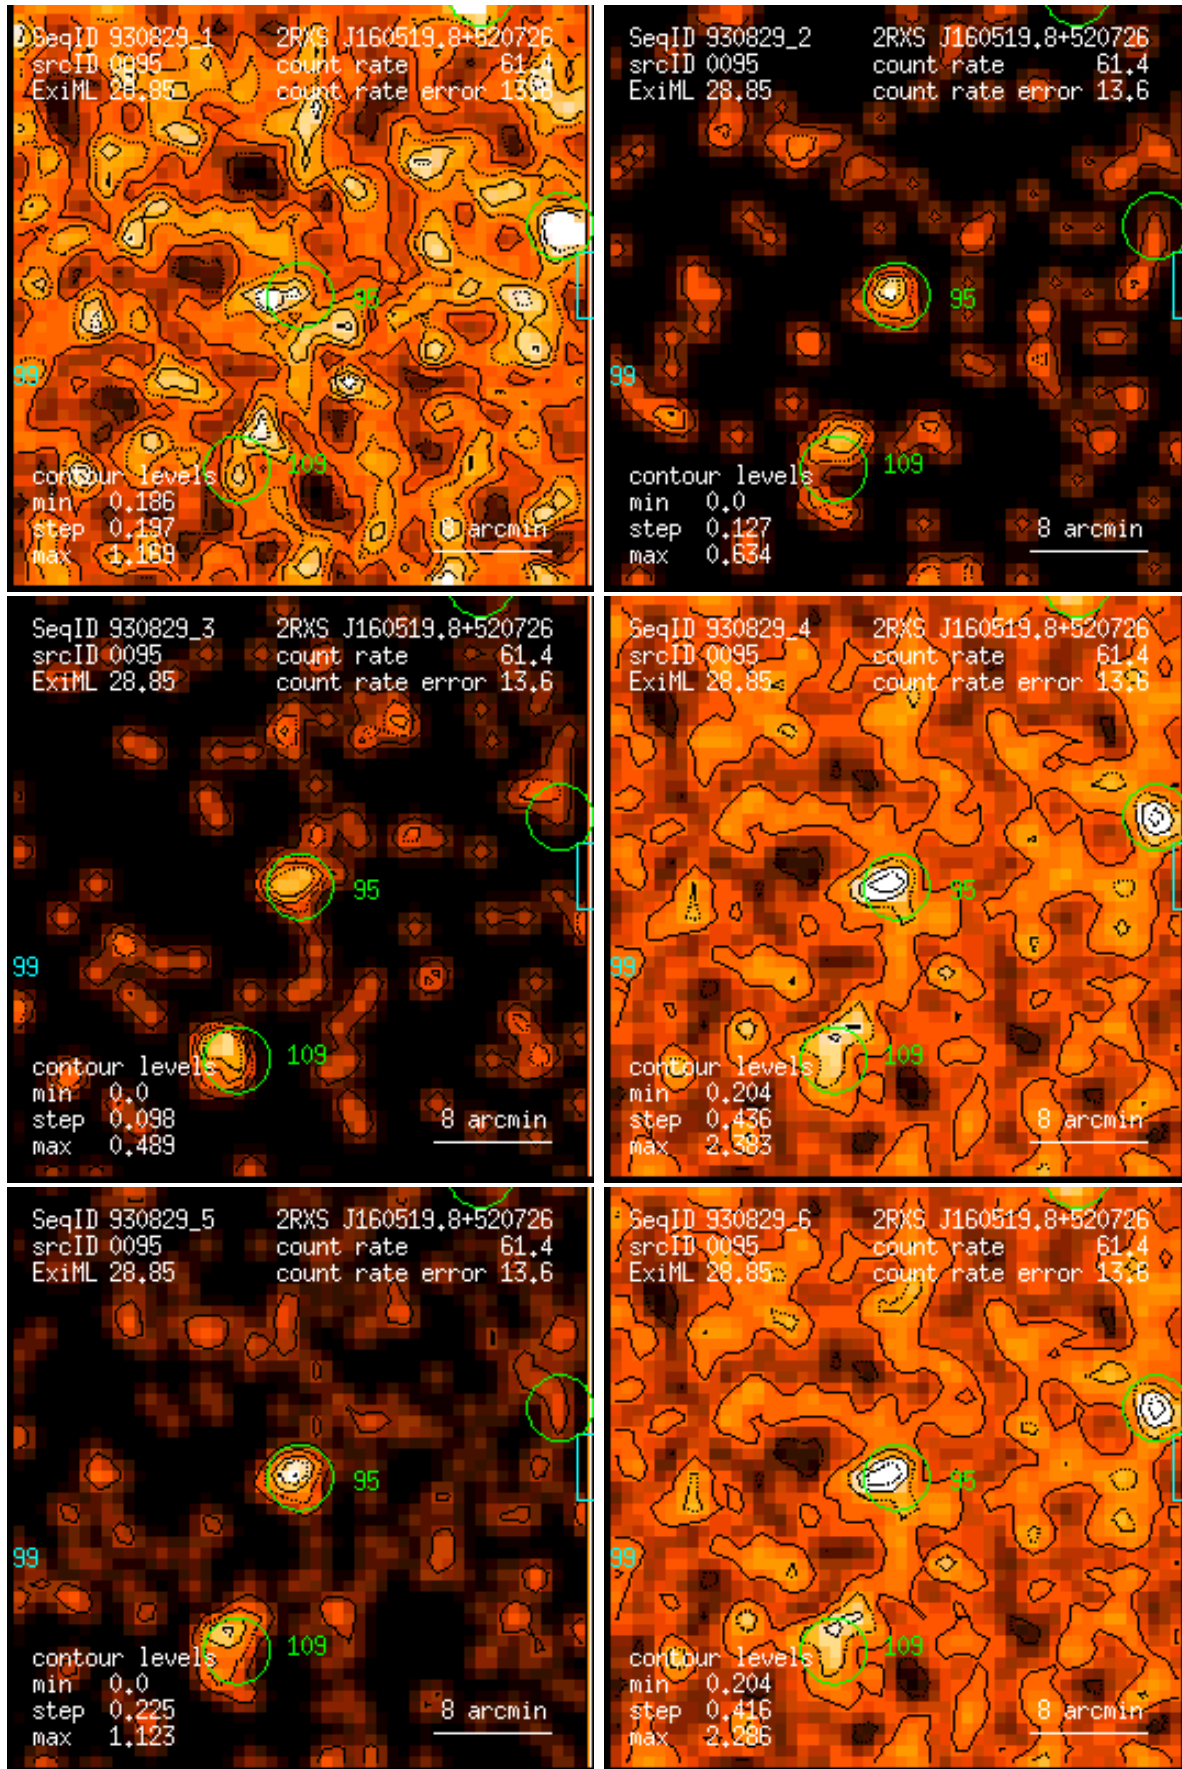 SeqID 930829_1 2RXS J160519.8+520726
srcID 0095 count rate 61.4
ExiML 28.85 count rate error 13.6
95
99
109
contour levels
min 0.186
step 0.197 8 arcmin
max 1.169
SeqID 930829_2 2RXS J160519.8+520726
srcID 0095 count rate 61.4
ExiML 28.85 count rate error 13.6
95
99
109
contour levels
min 0.0
step 0.127 8 arcmin
max 0.634
SeqID 930829_3 2RXS J160519.8+520726
srcID 0095 count rate 61.4
ExiML 28.85 count rate error 13.6
95
99
109
contour levels
min 0.0
step 0.098 8 arcmin
max 0.489
SeqID 930829_4 2RXS J160519.8+520726
srcID 0095 count rate 61.4
ExiML 28.85 count rate error 13.6
95
99
109
contour levels
min 0.204
step 0.436 8 arcmin
max 2.383
SeqID 930829_5 2RXS J160519.8+520726
srcID 0095 count rate 61.4
ExiML 28.85 count rate error 13.6
95
99
109
contour levels
min 0.0
step 0.225 8 arcmin
max 1.123
SeqID 930829_6 2RXS J160519.8+520726
srcID 0095 count rate 61.4
ExiML 28.85 count rate error 13.6
95
99
109
contour levels
min 0.204
step 0.416 8 arcmin
max 2.286